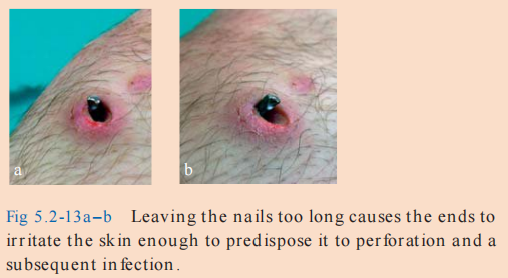 a
b
Fig 5.2-13a–b Leaving the nails too long causes the ends to
irritate the skin enough to predispose it to perforation and a
subsequent infection.